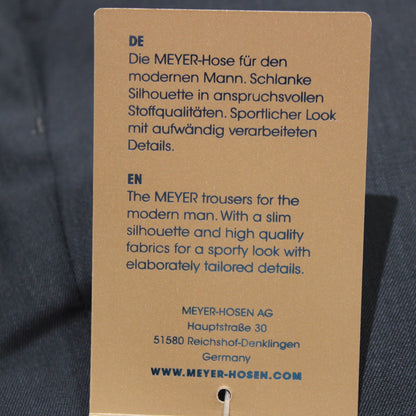 DE
Die MEYER-Hose für den
modernen Mann. Schlanke
Silhouette in anspruchsvollen
Stoffqualitäten. Sportlicher Look
mit aufwändig verarbeiteten
Details.
EN
The MEYER trousers for the
modern man. With a slim
silhouette and high quality
fabrics for a sporty look with
elaborately tailored details.
MEYER-HOSEN AG
Hauptstraße 30
51580 Reichshof-Denklingen
Germany
WWW.MEYER-HOSEN.COM